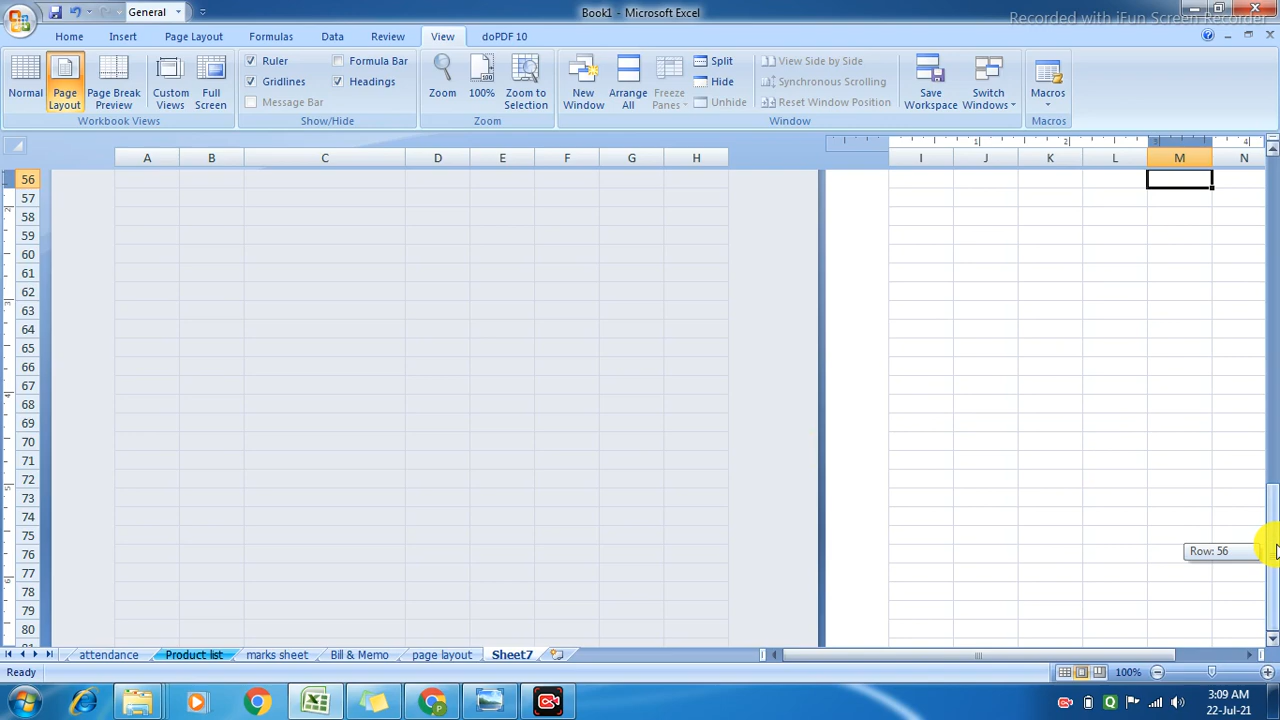 General
Book1 - Microsoft Excel
Recorded with iFun Screen Recorder
Home Insert Page Layout Formulas Data Review View doPDF 10
Normal
Page Layout
Page Break Preview
Custom Views
Full Screen
Workbook Views
Ruler
Formula Bar
Gridlines
Headings
Message Bar
Show/Hide
Zoom
100%
Zoom to Selection
Zoom
New Window
Arrange All
Freeze Panes
Split
Hide
Unhide
View Side by Side
Synchronous Scrolling
Reset Window Position
Window
Save Workspace
Switch Windows
Macros
Macros
1 2 3 4
A B C D E F G H I J K L M N
56
57
58
59
60
61
62
63
64
65
66
67
68
69
70
71
72
73
74
75
76
77
78
79
80
Row: 56
attendance Product list marks sheet Bill & Memo page layout Sheet7
Ready
100%
3:09 AM
22-Jul-21